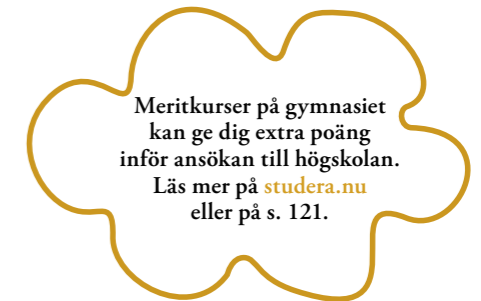 Meritkurser på gymnasiet
kan ge dig extra poäng
inför ansökan till högskolan.
Läs mer på studera.nu
eller på s. 121.